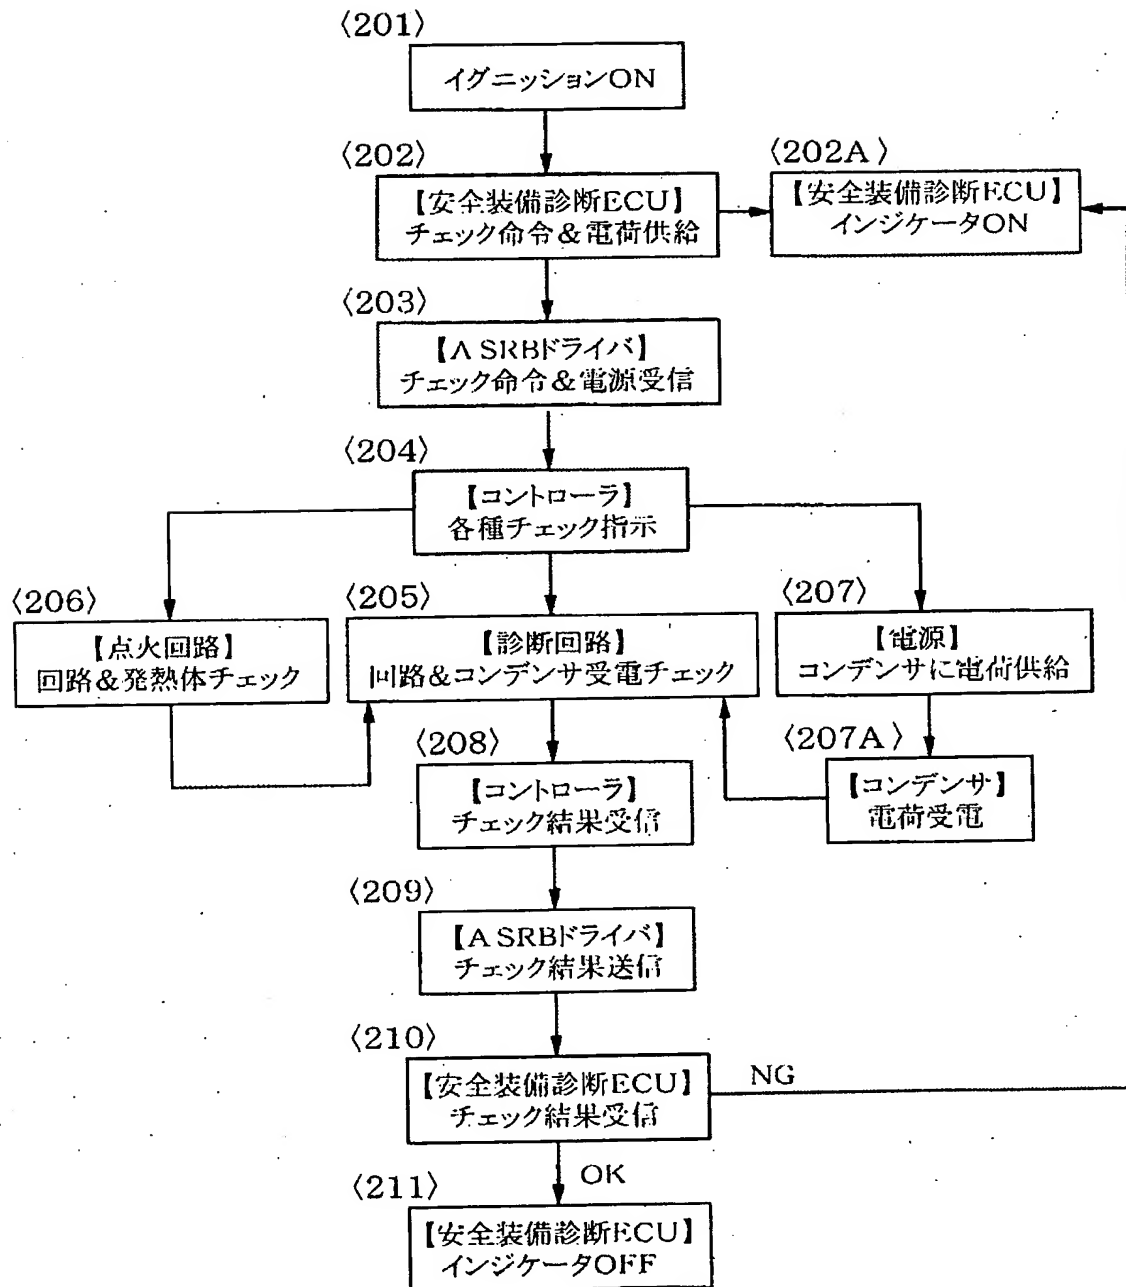 〈201〉
イグニッションON
〈202〉
【安全装備診断ECU】
チェック命令&電荷供給
〈202A〉
【安全装備診断ECU】
インジケータON
〈203〉
【A SRBドライバ】
チェック命令&電源受信
〈204〉
【コントローラ】
各種チェック指示
〈206〉
【点火回路】
回路&発熱体チェック
〈205〉
【診断回路】
回路&コンデンサ受電チェック
〈207〉
【電源】
コンデンサに電荷供給
〈207A〉
【コンデンサ】
電荷受電
〈208〉
【コントローラ】
チェック結果受信
〈209〉
【A SRBドライバ】
チェック結果送信
〈210〉
【安全装備診断ECU】
チェック結果受信
NG
OK
〈211〉
【安全装備診断ECU】
インジケータOFF